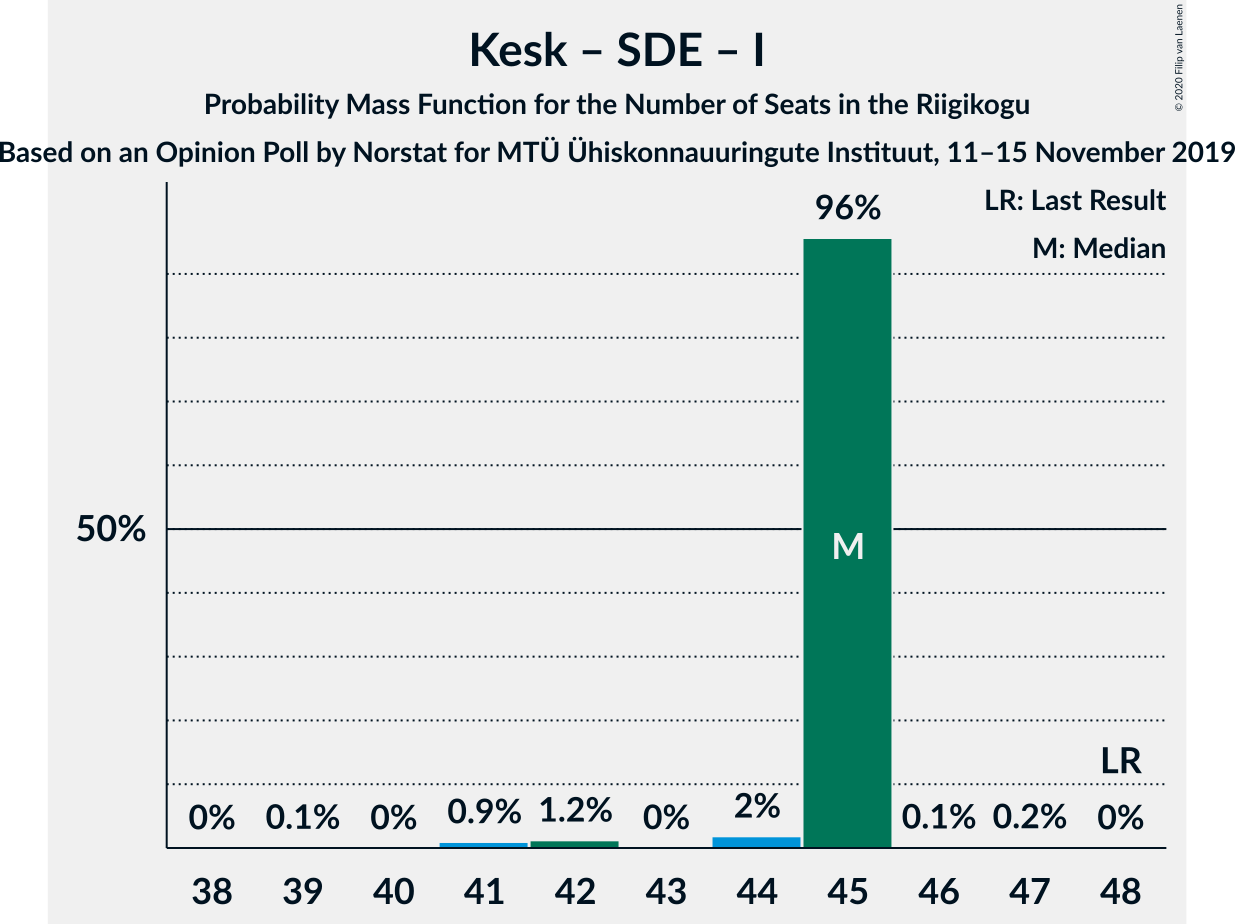 Kesk – SDE – I
Probability Mass Function for the Number of Seats in the Riigikogu
Based on an Opinion Poll by Norstat for MTÜ Ühiskonnauuringute Instituut, 11–15 November 2019
© 2020 Filip van Laenen
LR: Last Result
M: Median
96%
50%
M
LR
0% 0.1% 0% 0.9% 1.2% 0% 2% 0.1% 0.2% 0%
38 39 40 41 42 43 44 45 46 47 48